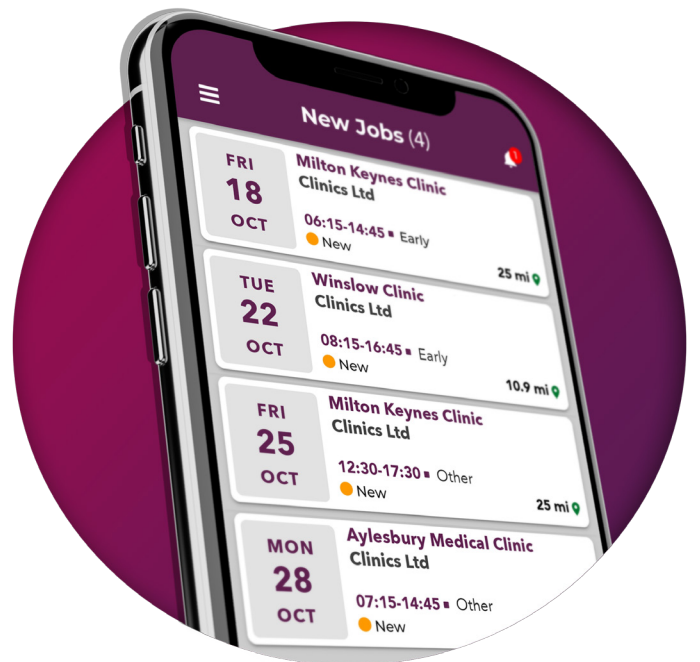 New Jobs (4)
1
FRI
18
OCT
Milton Keynes Clinic
Clinics Ltd
06:15-14:45 ▪ Early
New
25 mi
TUE
22
OCT
Winslow Clinic
Clinics Ltd
08:15-16:45 ▪ Early
New
10.9 mi
FRI
25
OCT
Milton Keynes Clinic
Clinics Ltd
12:30-17:30 ▪ Other
New
25 mi
MON
28
OCT
Aylesbury Medical Clinic
Clinics Ltd
07:15-14:45 ▪ Other
New